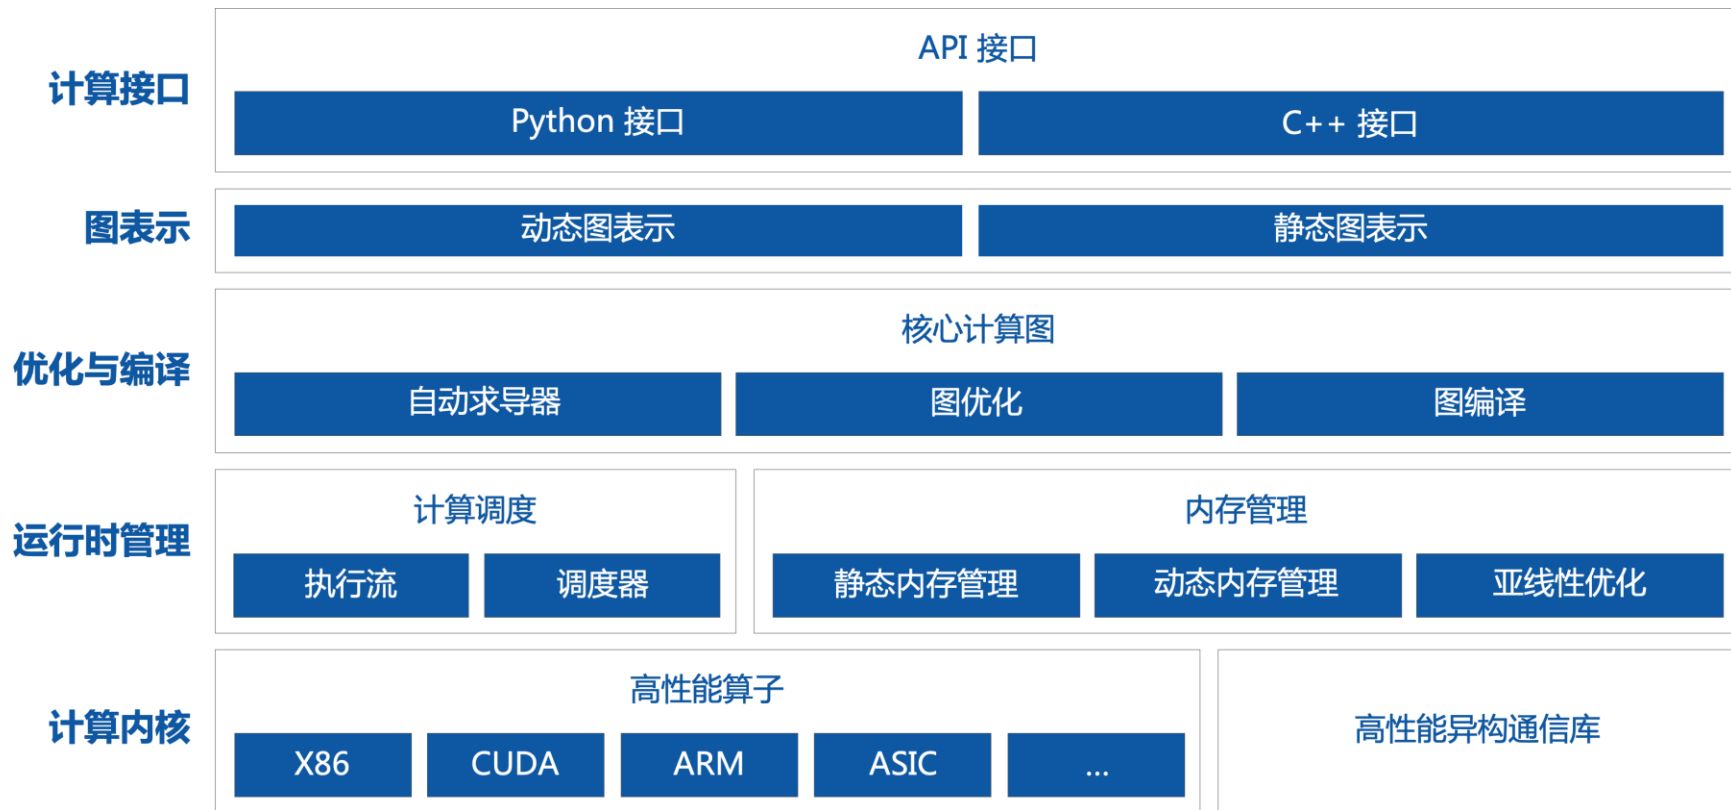 计算接口
API 接口
Python 接口
C++ 接口
图表示
动态图表示
静态图表示
优化与编译
核心计算图
自动求导器
图优化
图编译
运行时管理
计算调度
执行流
调度器
内存管理
静态内存管理
动态内存管理
亚线性优化
计算内核
高性能算子
X86
CUDA
ARM
ASIC
...
高性能异构通信库